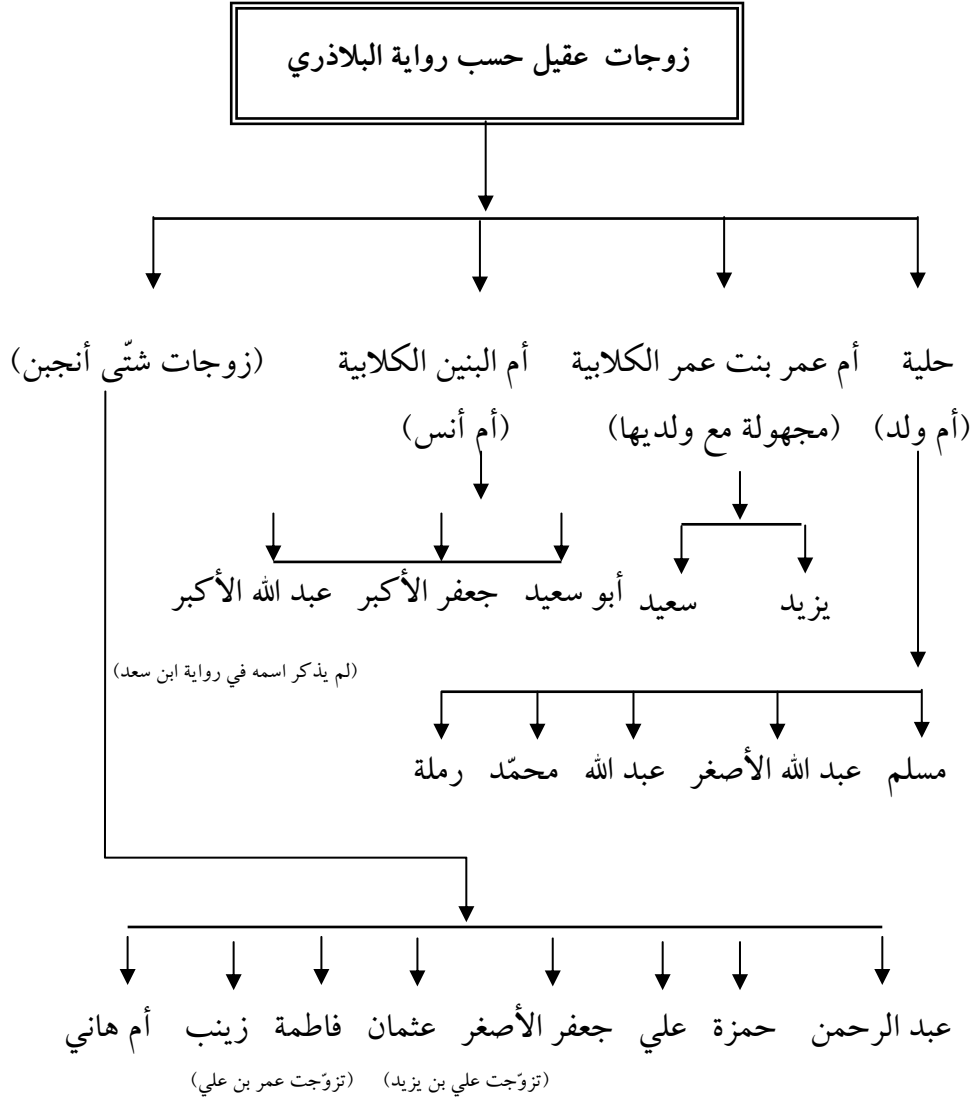 زوجات عقيل حسب رواية البلاذري
حلية أم عمر بنت عمر الكلابية أم البنين الكلابية (زوجات شتّى أنجبن)
(أم ولد) (مجهولة مع ولديها) (أم أنس)
يزيد سعيد أبو سعيد جعفر الأكبر عبد الله الأكبر
(لم يذكر اسمه في رواية ابن سعد)
مسلم عبد الله الأصغر عبد الله محمّد رملة
عبد الرحمن حمزة علي جعفر الأصغر عثمان فاطمة زينب أم هاني
(تزوّجت علي بن يزيد) (تزوّجت عمر بن علي)